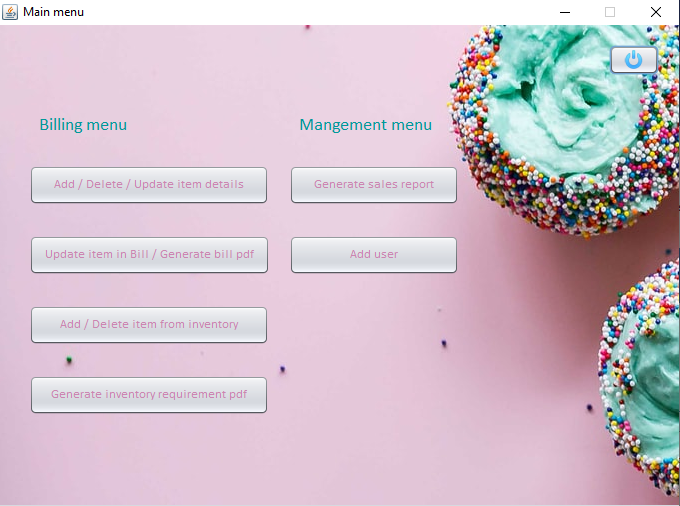 Main menu
Billing menu
Mangement menu
Add / Delete / Update item details
Generate sales report
Update item in Bill / Generate bill pdf
Add user
Add / Delete item from inventory
Generate inventory requirement pdf